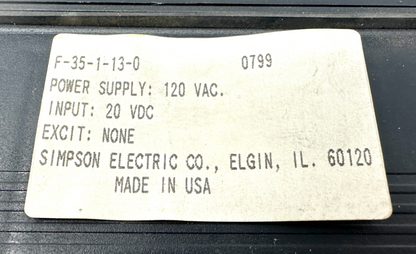 F-35-1-13-0 0799
POWER SUPPLY: 120 VAC.
INPUT: 20 VDC
EXCIT: NONE
SIMPSON ELECTRIC CO., ELGIN, IL. 60120
MADE IN USA